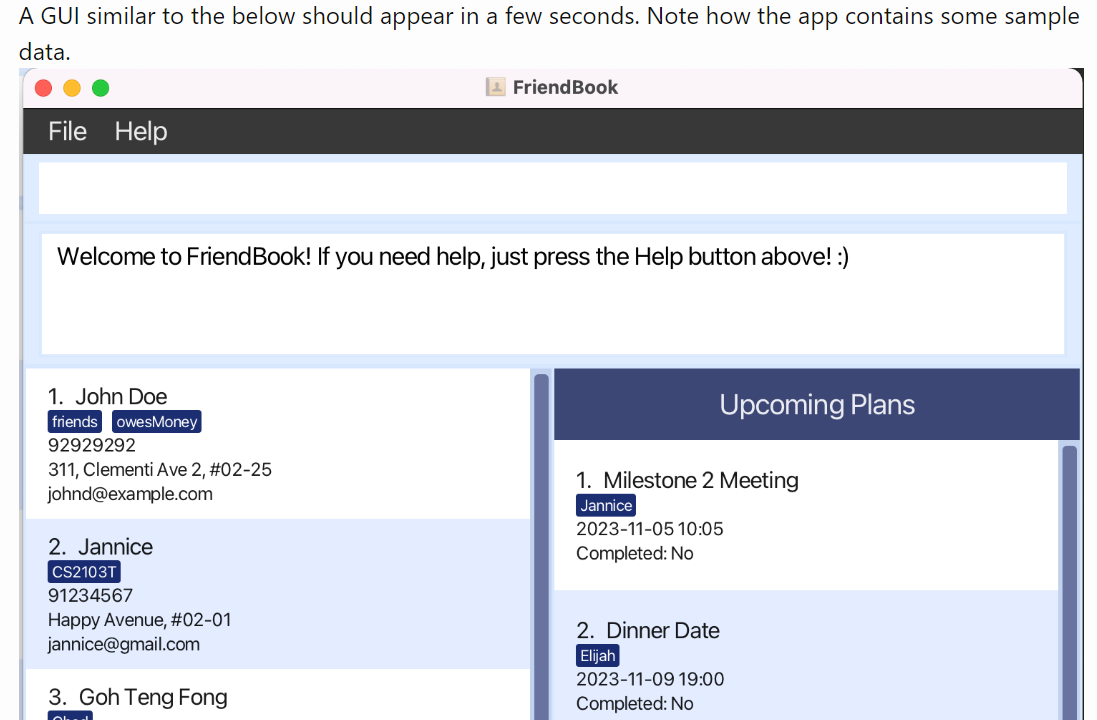 A GUI similar to the below should appear in a few seconds. Note how the app contains some sample
data.
FriendBook
File Help
Welcome to FriendBook! If you need help, just press the Help button above! :)
1. John Doe
friends owesMoney
92929292
311, Clementi Ave 2, #02-25
johnd@example.com
2. Jannice
CS2103T
91234567
Happy Avenue, #02-01
jannice@gmail.com
3. Goh Teng Fong
Upcoming Plans
1. Milestone 2 Meeting
Jannice
2023-11-05 10:05
Completed: No
2. Dinner Date
Elijah
2023-11-09 19:00
Completed: No